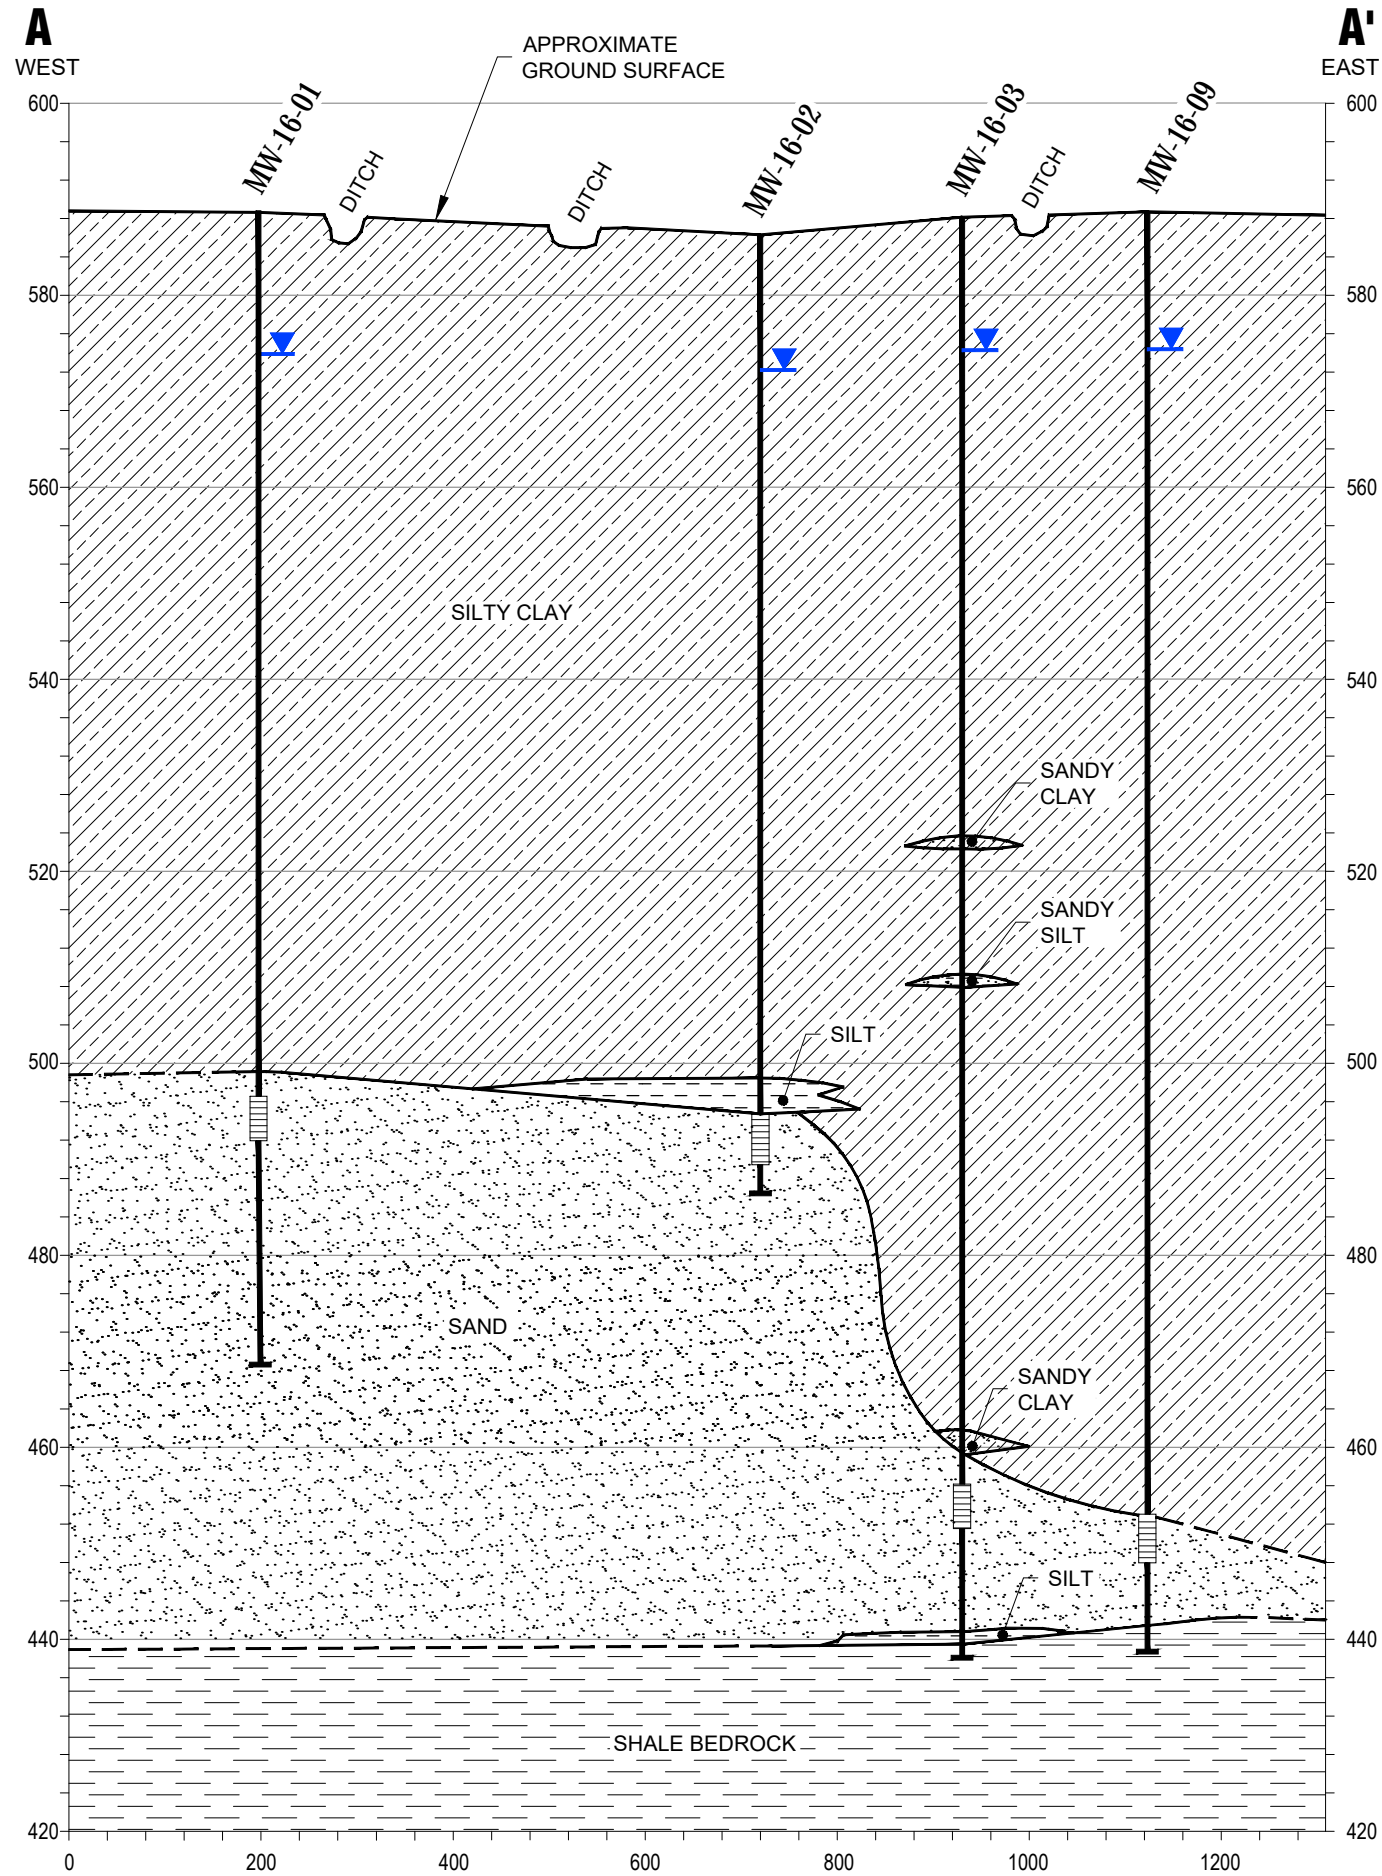 A
A'
WEST
EAST
APPROXIMATE
GROUND SURFACE
600
600
MW-16-01
DITCH
DITCH
MW-16-02
MW-16-03
DITCH
MW-16-09
580
580
560
560
SILTY CLAY
540
540
SANDY
CLAY
520
520
SANDY
SILT
SILT
500
500
480
480
SAND
SANDY
CLAY
460
460
SILT
440
440
SHALE BEDROCK
420
420
0
200
400
600
800
1000
1200